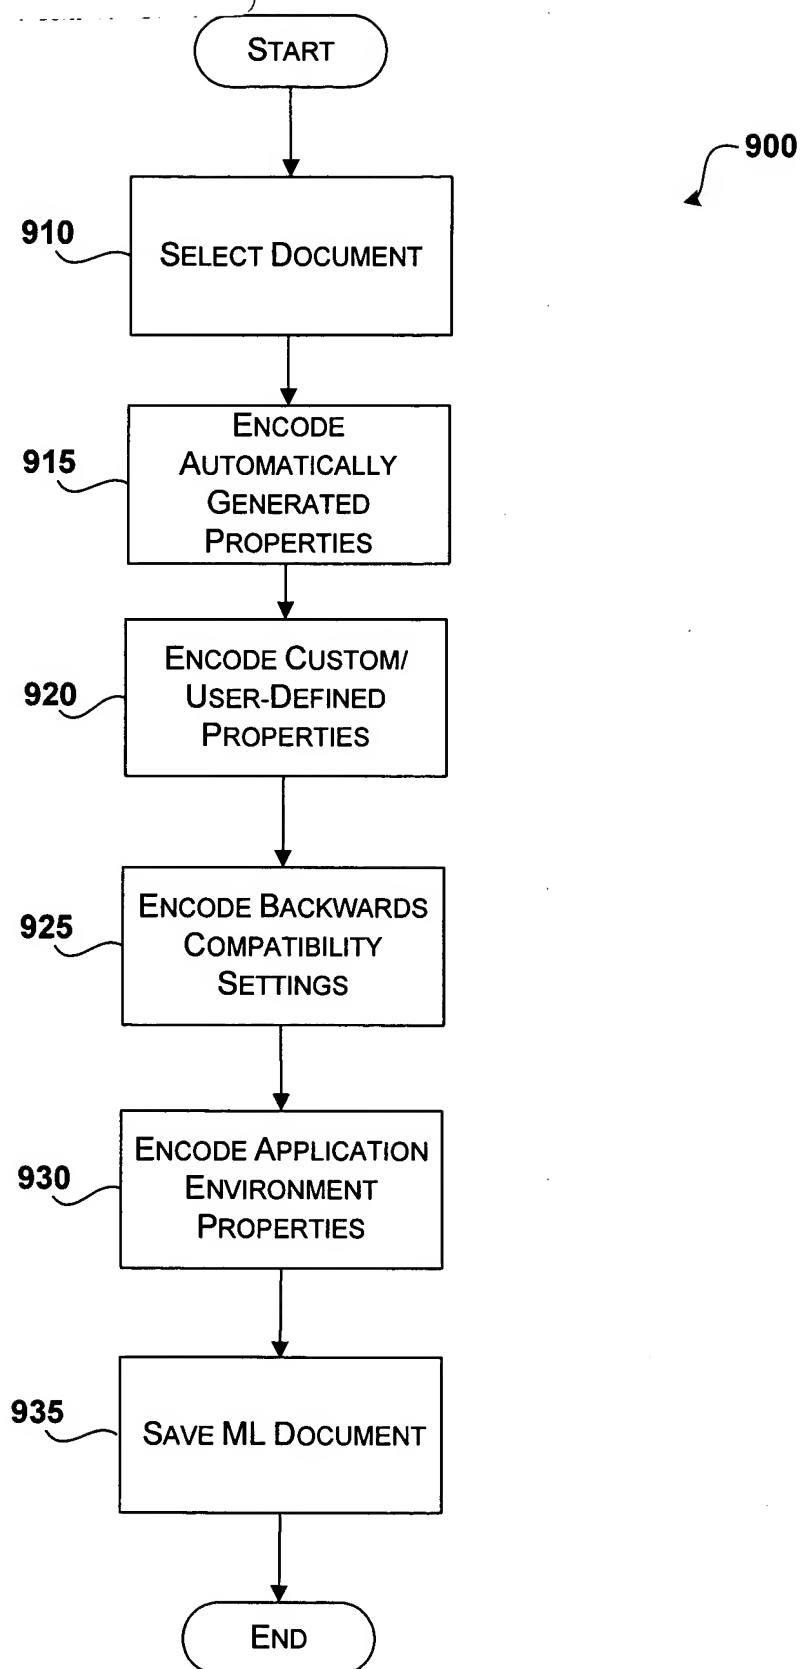 START
900
910
SELECT DOCUMENT
915
ENCODE
AUTOMATICALLY
GENERATED
PROPERTIES
920
ENCODE CUSTOM/
USER-DEFINED
PROPERTIES
925
ENCODE BACKWARDS
COMPATIBILITY
SETTINGS
930
ENCODE APPLICATION
ENVIRONMENT
PROPERTIES
935
SAVE ML DOCUMENT
END